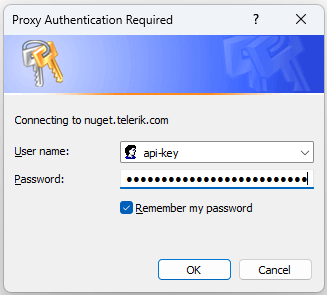 Proxy Authentication Required
Connecting to nuget.telerik.com
User name: api-key
Password: ••••••••••••••••••••••••••
Remember my password
OK Cancel